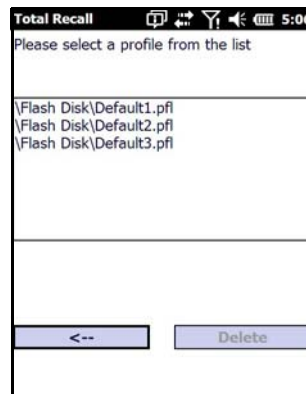 Total Recall 5:06
Please select a profile from the list
\Flash Disk\Default1.pfl
\Flash Disk\Default2.pfl
\Flash Disk\Default3.pfl
<-- Delete